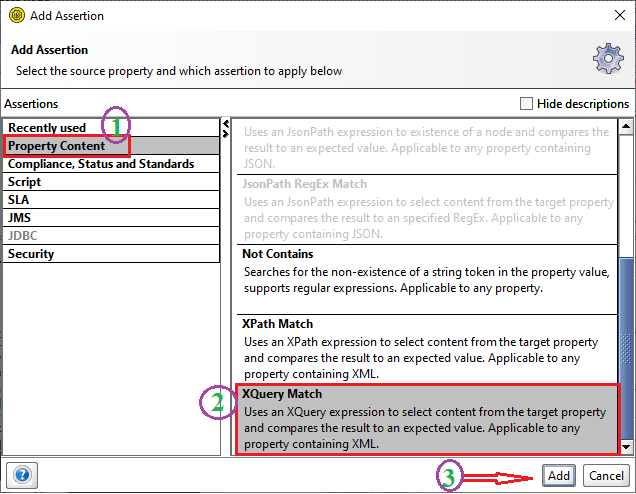 Add Assertion
Add Assertion
Select the source property and which assertion to apply below
Assertions
Hide descriptions
1
Recently used
Property Content
Compliance, Status and Standards
Script
SLA
JMS
JDBC
Security
Uses an JsonPath expression to existence of a node and compares the
result to an expected value. Applicable to any property containing
JSON.
JsonPath RegEx Match
Uses an JsonPath expression to select content from the target property
and compares the result to an specified RegEx. Applicable to any
property containing JSON.
Not Contains
Searches for the non-existence of a string token in the property value,
supports regular expressions. Applicable to any property.
XPath Match
Uses an XPath expression to select content from the target property
and compares the result to an expected value. Applicable to any
property containing XML.
2
XQuery Match
Uses an XQuery expression to select content from the target property
and compares the result to an expected value. Applicable to any
property containing XML.
?
3
Add
Cancel